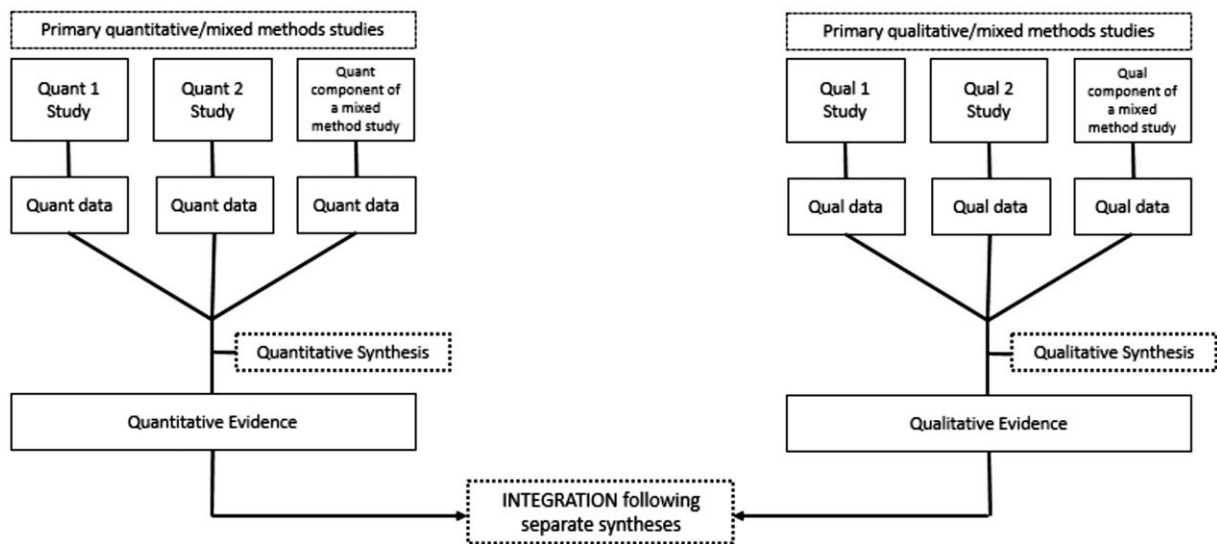 Primary quantitative/mixed methods studies
Quant 1
Study
Quant 2
Study
Quant
component of
a mixed
method study
Quant data
Quant data
Quant data
Quantitative Synthesis
Quantitative Evidence
Primary qualitative/mixed methods studies
Qual 1
Study
Qual 2
Study
Qual
component of
a mixed
method study
Qual data
Qual data
Qual data
Qualitative Synthesis
Qualitative Evidence
INTEGRATION following
separate syntheses